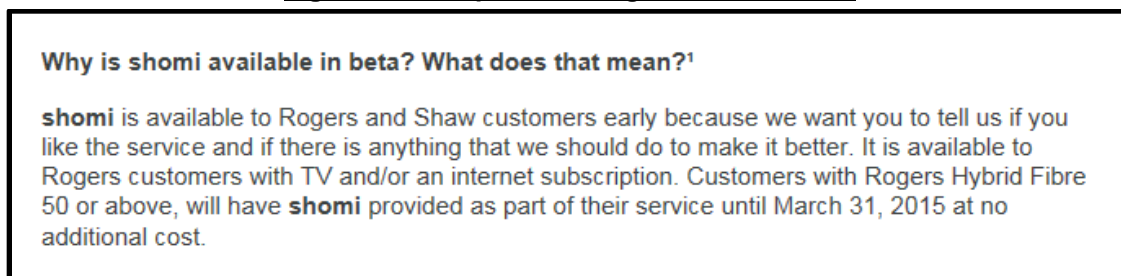 Why is shomi available in beta? What does that mean?¹
shomi is available to Rogers and Shaw customers early because we want you to tell us if you
like the service and if there is anything that we should do to make it better. It is available to
Rogers customers with TV and/or an internet subscription. Customers with Rogers Hybrid Fibre
50 or above, will have shomi provided as part of their service until March 31, 2015 at no
additional cost.